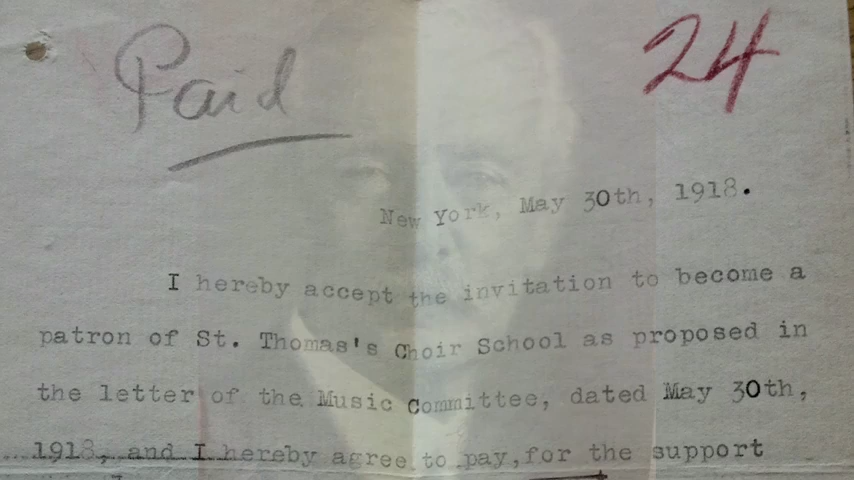 Paid
24
New York, May 30th, 1918.
I hereby accept the invitation to become a
patron of St. Thomas's Choir School as proposed in
the letter of the Music Committee, dated May 30th,
1918, and I hereby agree to pay,for the support